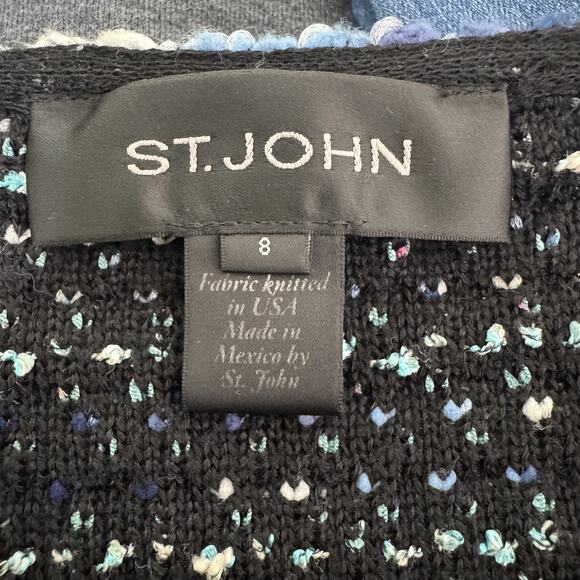 ST. JOHN
8
Fabric knitted
in USA
Made in
Mexico by
St. John